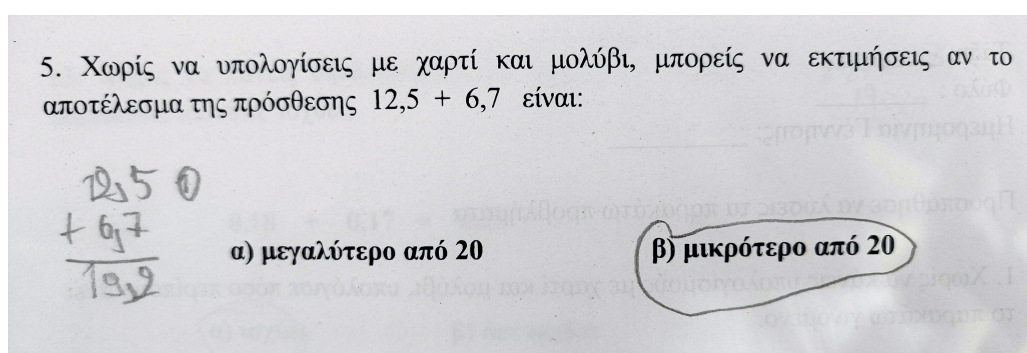 5. Χωρίς να υπολογίσεις με χαρτί και μολύβι, μπορείς να εκτιμήσεις αν το
αποτέλεσμα της πρόσθεσης 12,5 + 6,7 είναι:
12,5
+ 6,7
19,2
α) μεγαλύτερο από 20
β) μικρότερο από 20